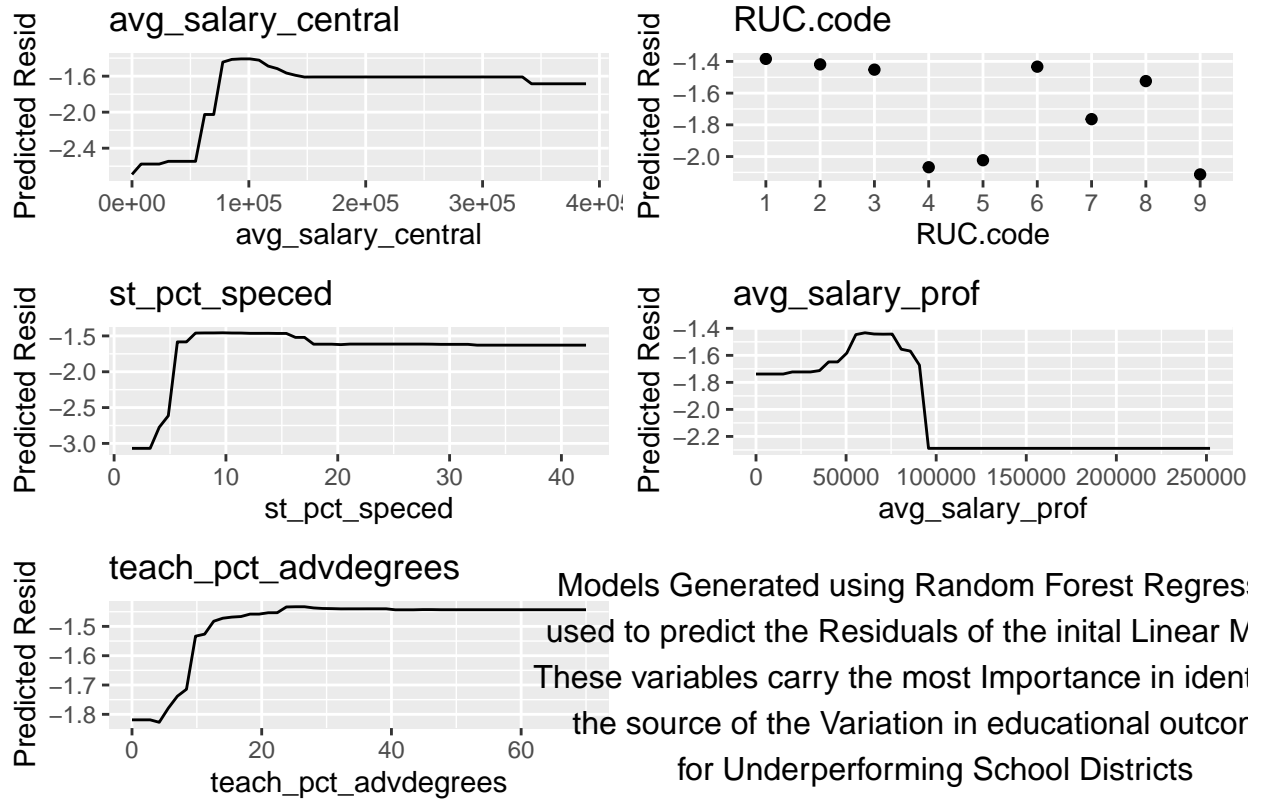 avg_salary_central
Predicted Resid
−1.6
−2.0
−2.4
0e+00 1e+05 2e+05 3e+05 4e+05
avg_salary_central
RUC.code
Predicted Resid
−1.4
−1.6
−1.8
−2.0
1 2 3 4 5 6 7 8 9
RUC.code
st_pct_speced
Predicted Resid
−1.5
−2.0
−2.5
−3.0
0 10 20 30 40
st_pct_speced
avg_salary_prof
Predicted Resid
−1.4
−1.6
−1.8
−2.0
−2.2
0 50000 100000 150000 200000 250000
avg_salary_prof
teach_pct_advdegrees
Predicted Resid
−1.5
−1.6
−1.7
−1.8
0 20 40 60
teach_pct_advdegrees
Models Generated using Random Forest Regress
used to predict the Residuals of the inital Linear M
These variables carry the most Importance in ident
the source of the Variation in educational outcor
for Underperforming School Districts